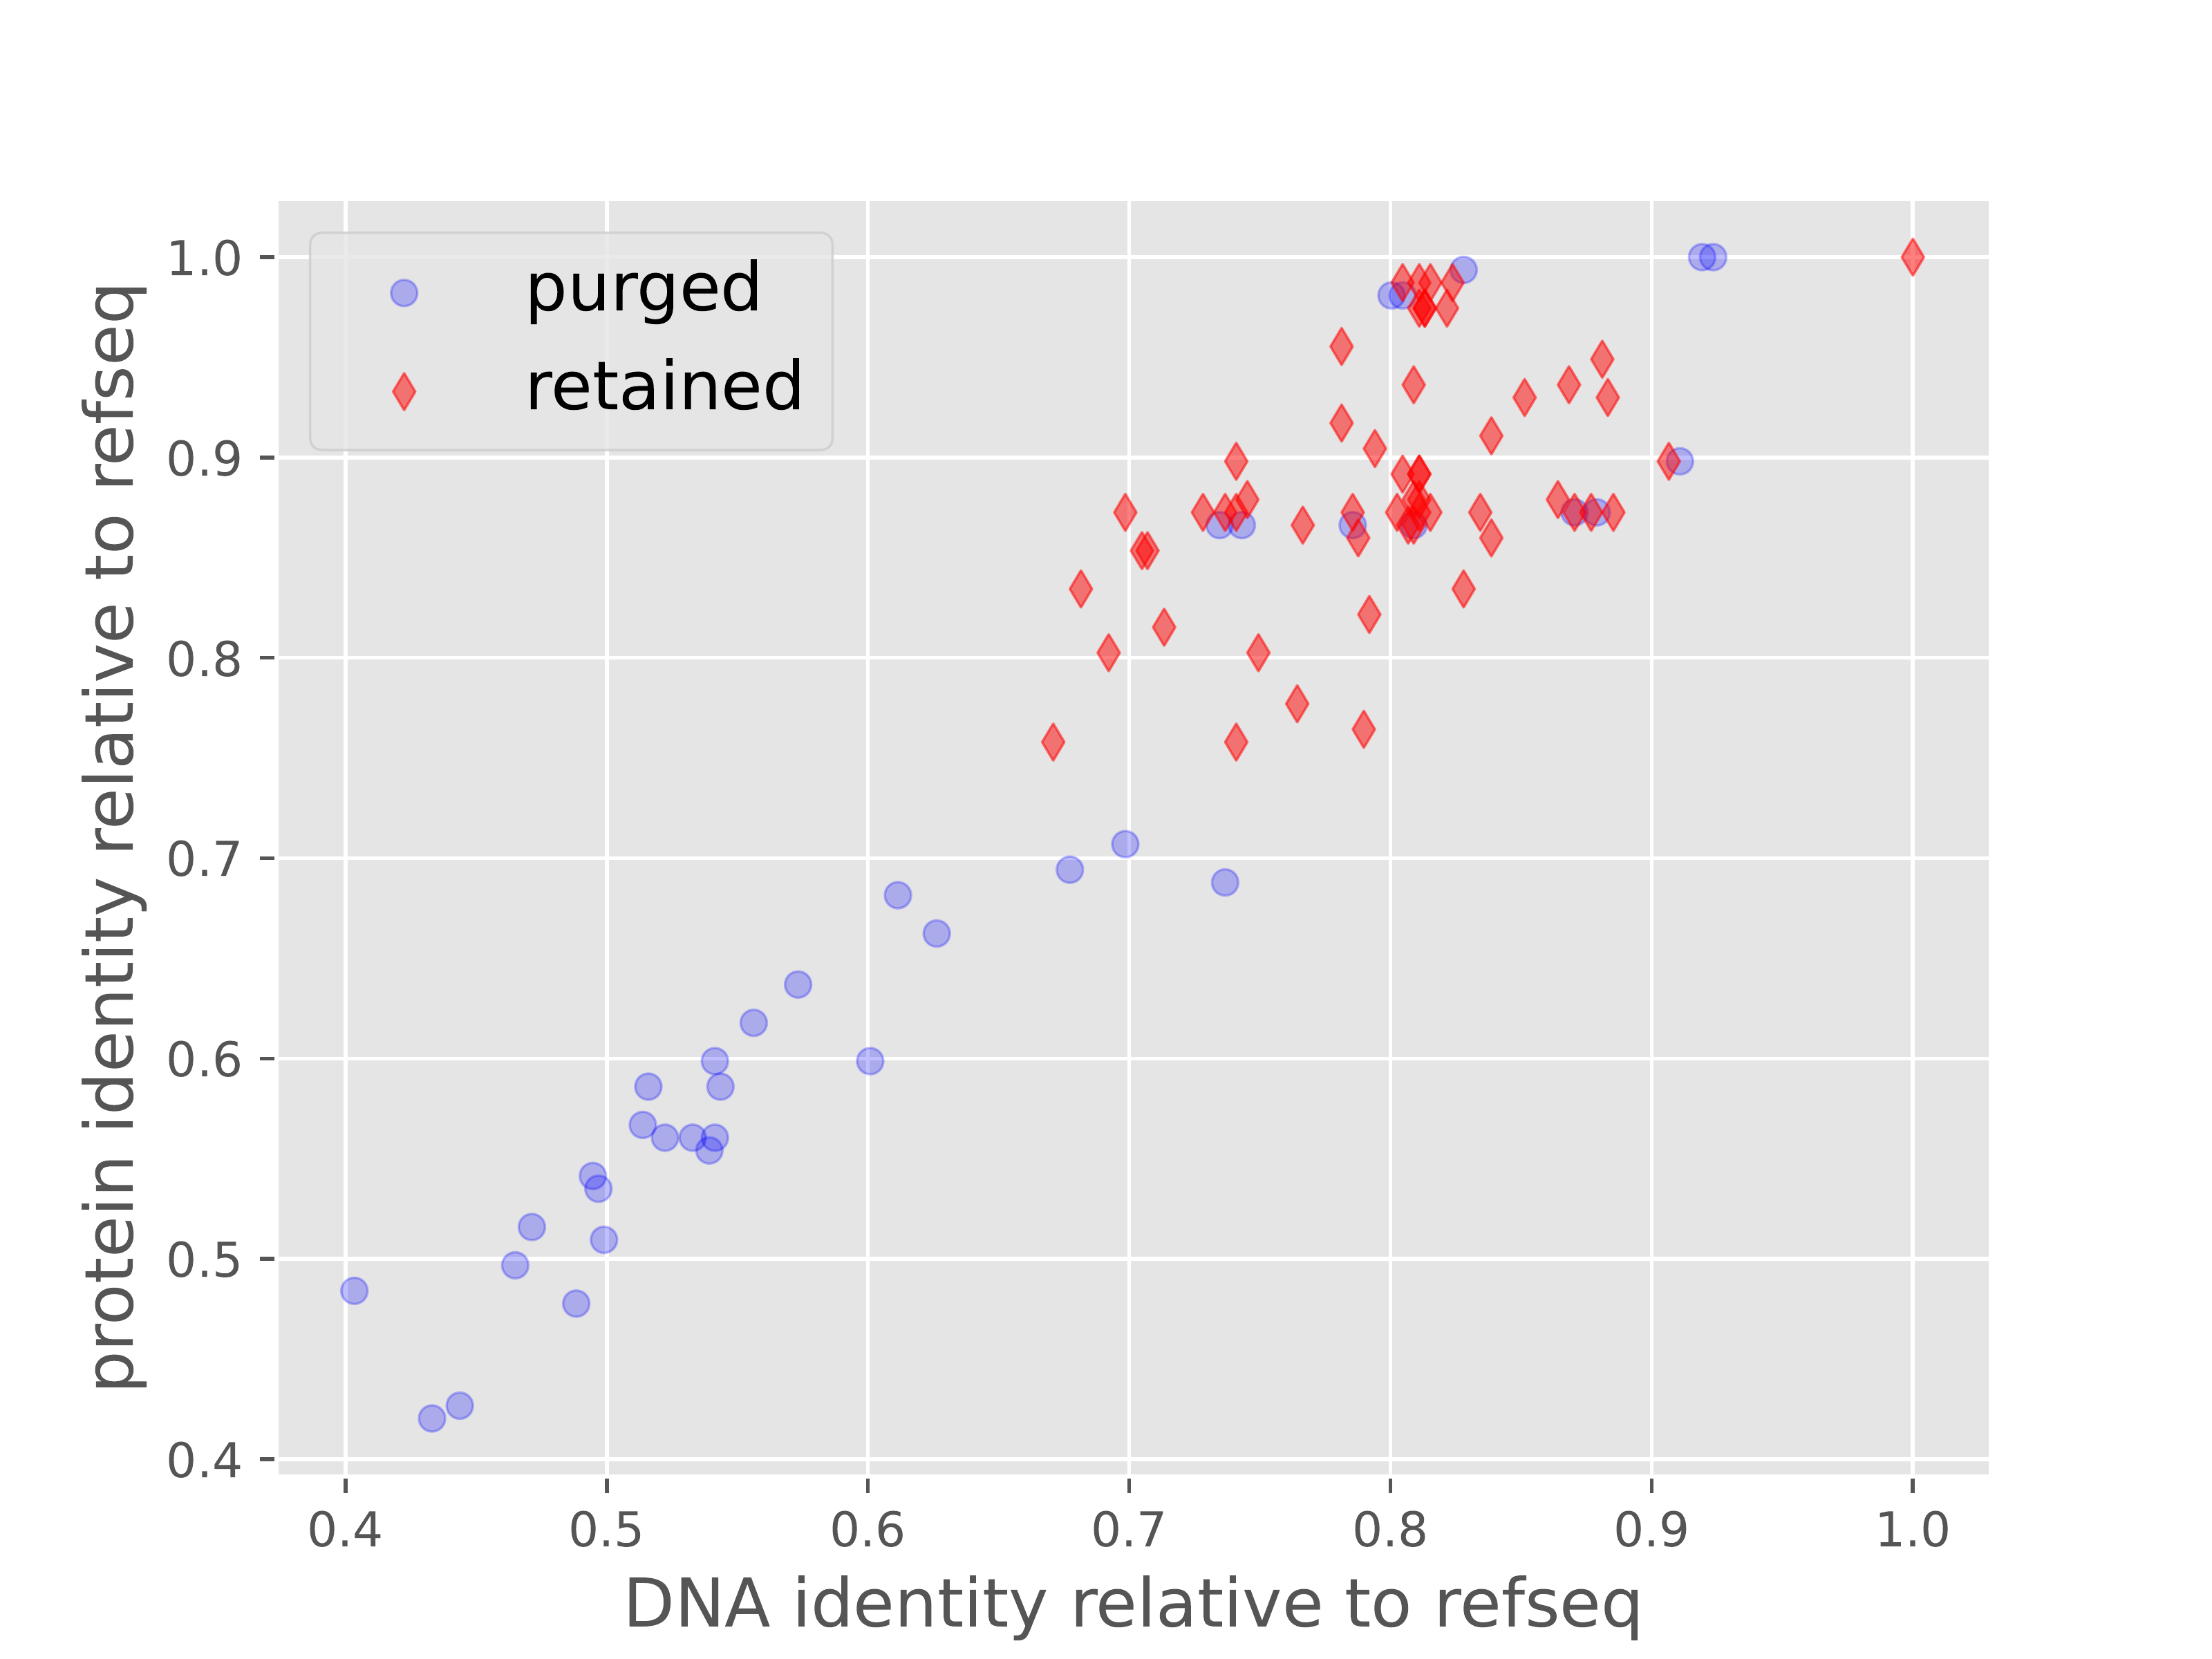 purged
retained
1.0
0.9
0.8
0.7
0.6
0.5
0.4
protein identity relative to refseq
0.4 0.5 0.6 0.7 0.8 0.9 1.0
DNA identity relative to refseq